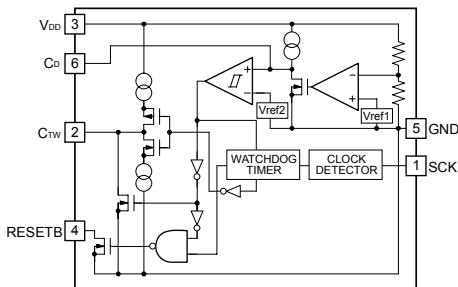 VDD 3
CD 6
CTW 2
RESETB 4
+
−
Vref2
−
+
Vref1
5 GND
WATCHDOG
TIMER
CLOCK
DETECTOR
1 SCK